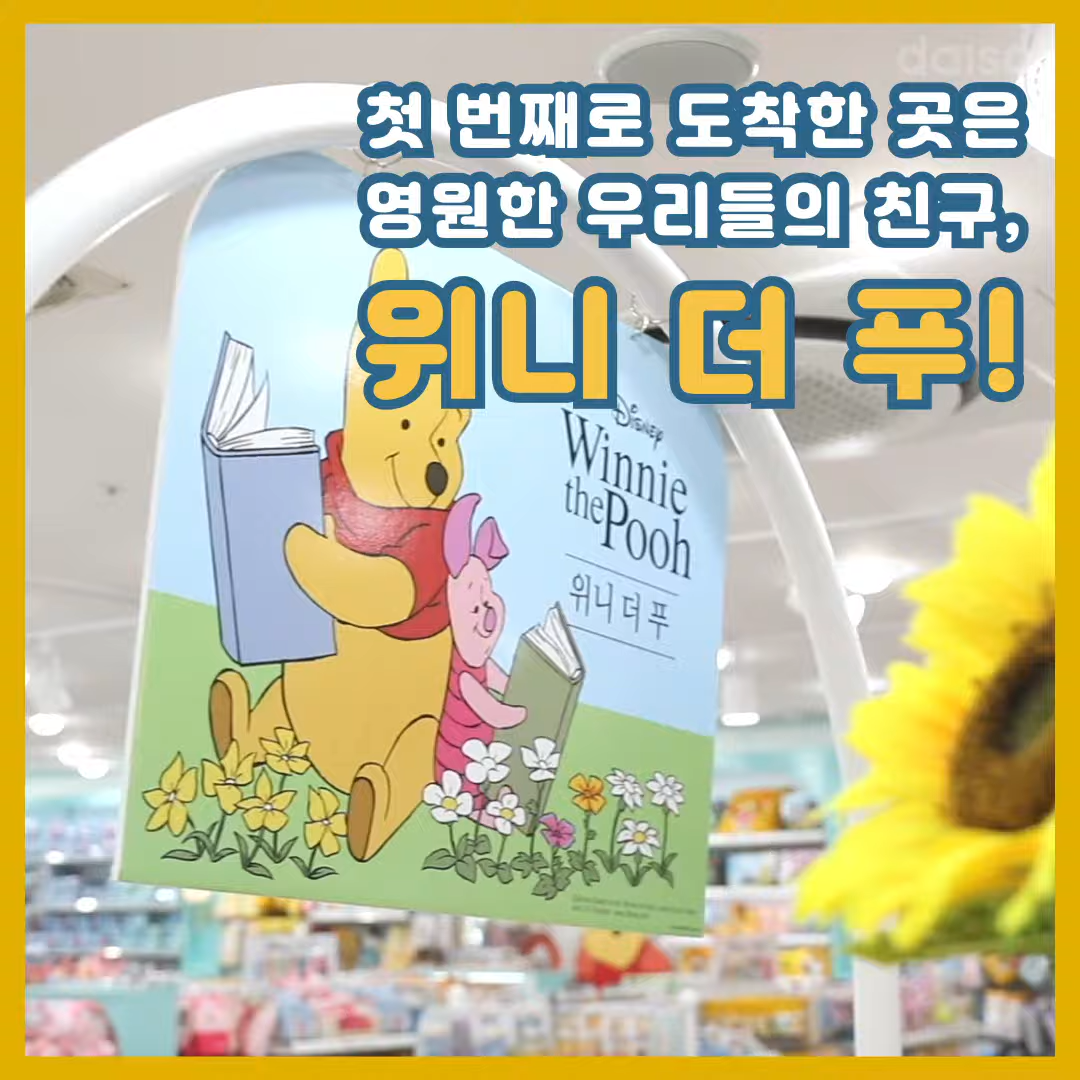 daiso
첫 번째로 도착한 곳은
영원한 우리들의 친구,
위니 더 푸!
Disney
Winnie
the Pooh
위니 더 푸